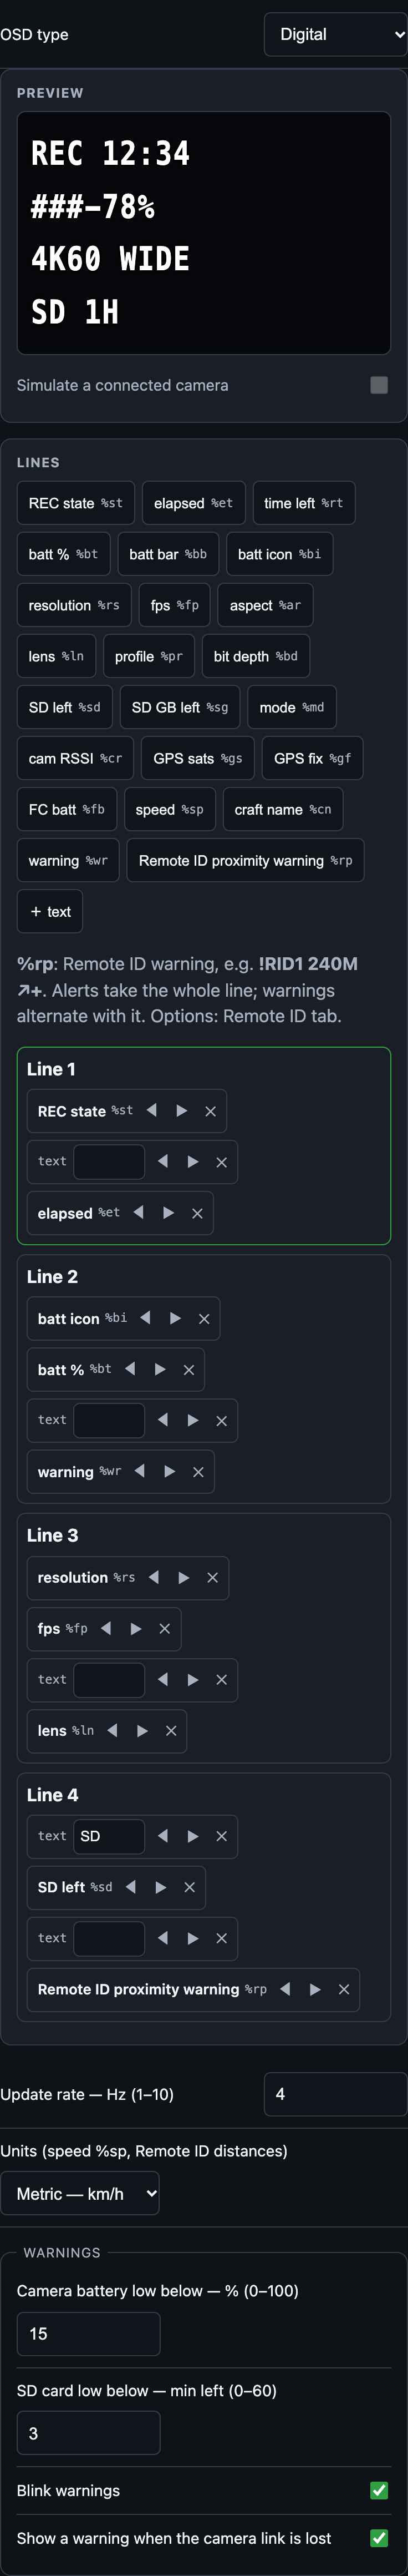 OSD type Digital
PREVIEW
REC 12:34
###–78%
4K60 WIDE
SD 1H
Simulate a connected camera
LINES
REC state %st elapsed %et time left %rt
batt % %bt batt bar %bb batt icon %bi
resolution %rs fps %fp aspect %ar
lens %ln profile %pr bit depth %bd
SD left %sd SD GB left %sg mode %md
cam RSSI %cr GPS sats %gs GPS fix %gf
FC batt %fb speed %sp craft name %cn
warning %wr Remote ID proximity warning %rp
+ text
%rp: Remote ID warning, e.g. !RID1 240M
↗+. Alerts take the whole line; warnings
alternate with it. Options: Remote ID tab.
Line 1
REC state %st ◀ ▶ ×
text ◀ ▶ ×
elapsed %et ◀ ▶ ×
Line 2
batt icon %bi ◀ ▶ ×
batt % %bt ◀ ▶ ×
text ◀ ▶ ×
warning %wr ◀ ▶ ×
Line 3
resolution %rs ◀ ▶ ×
fps %fp ◀ ▶ ×
text ◀ ▶ ×
lens %ln ◀ ▶ ×
Line 4
text SD ◀ ▶ ×
SD left %sd ◀ ▶ ×
text ◀ ▶ ×
Remote ID proximity warning %rp ◀ ▶ ×
Update rate — Hz (1–10) 4
Units (speed %sp, Remote ID distances)
Metric — km/h
WARNINGS
Camera battery low below — % (0–100)
15
SD card low below — min left (0–60)
3
Blink warnings
Show a warning when the camera link is lost